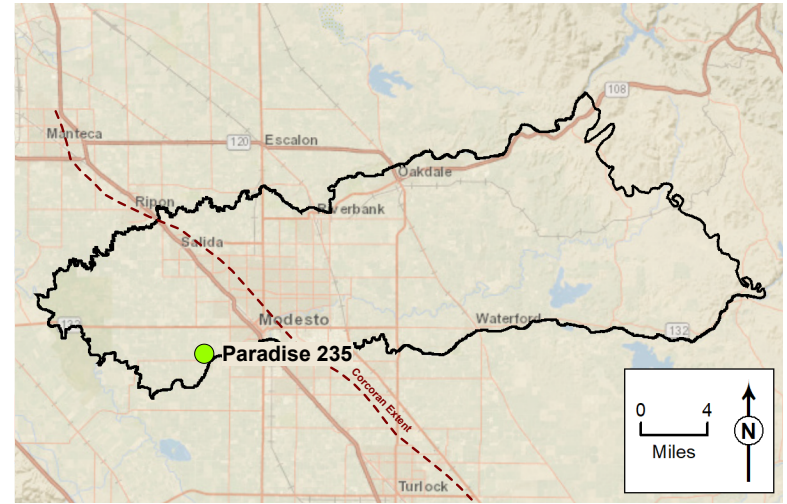 108
Manteca
120
Escalon
Oakdale
Ripon
Riverbank
Salida
132
Modesto
Waterford
132
Paradise 235
Corcoran Extent
0 4
Miles
N
Turlock